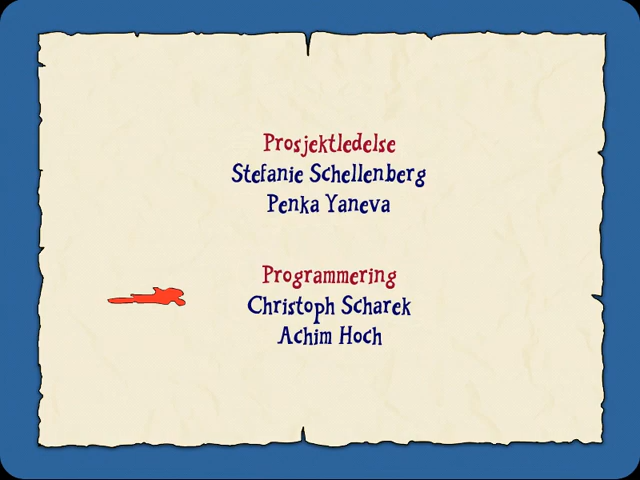 Prosjektledelse
Stefanie Schellenberg
Penka Yaneva
Programmering
Christoph Scharek
Achim Hoch